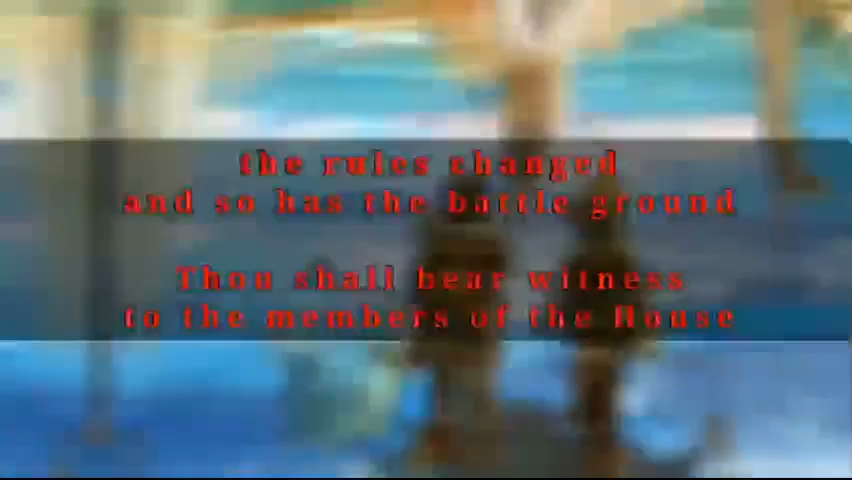 the rules changed
and so has the battle ground
Thou shall bear witness
to the members of the House